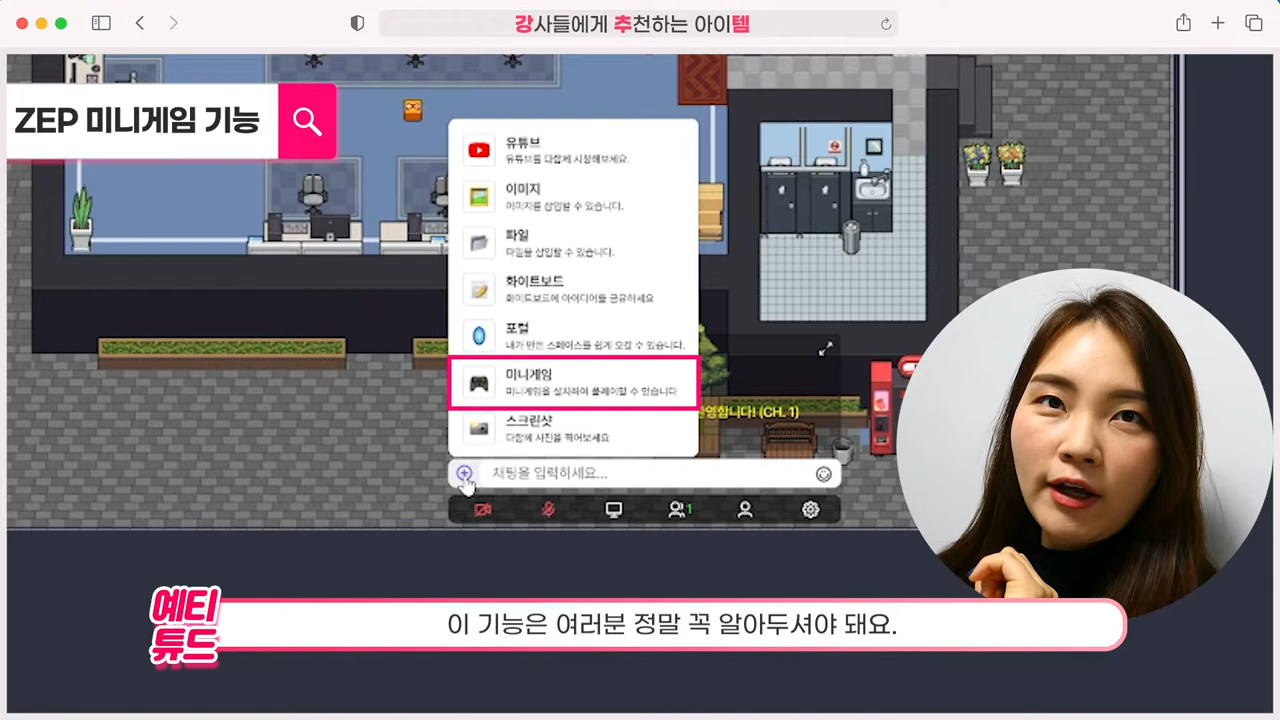 강사들에게 추천하는 아이템
ZEP 미니게임 기능
유튜브
유튜브를 다함께 시청해보세요.
이미지
이미지를 삽입할 수 있습니다.
파일
파일을 삽입할 수 있습니다.
화이트보드
화이트보드에 아이디어를 공유하세요
포털
내가 만든 스페이스를 쉽게 오갈 수 있습니다.
미니게임
미니게임을 설치하여 플레이할 수 있습니다
스크린샷
다함께 사진을 찍어보세요
영합니다! (CH. 1)
채팅을 입력하세요...
1
예티
튜드
이 기능은 여러분 정말 꼭 알아두셔야 돼요.